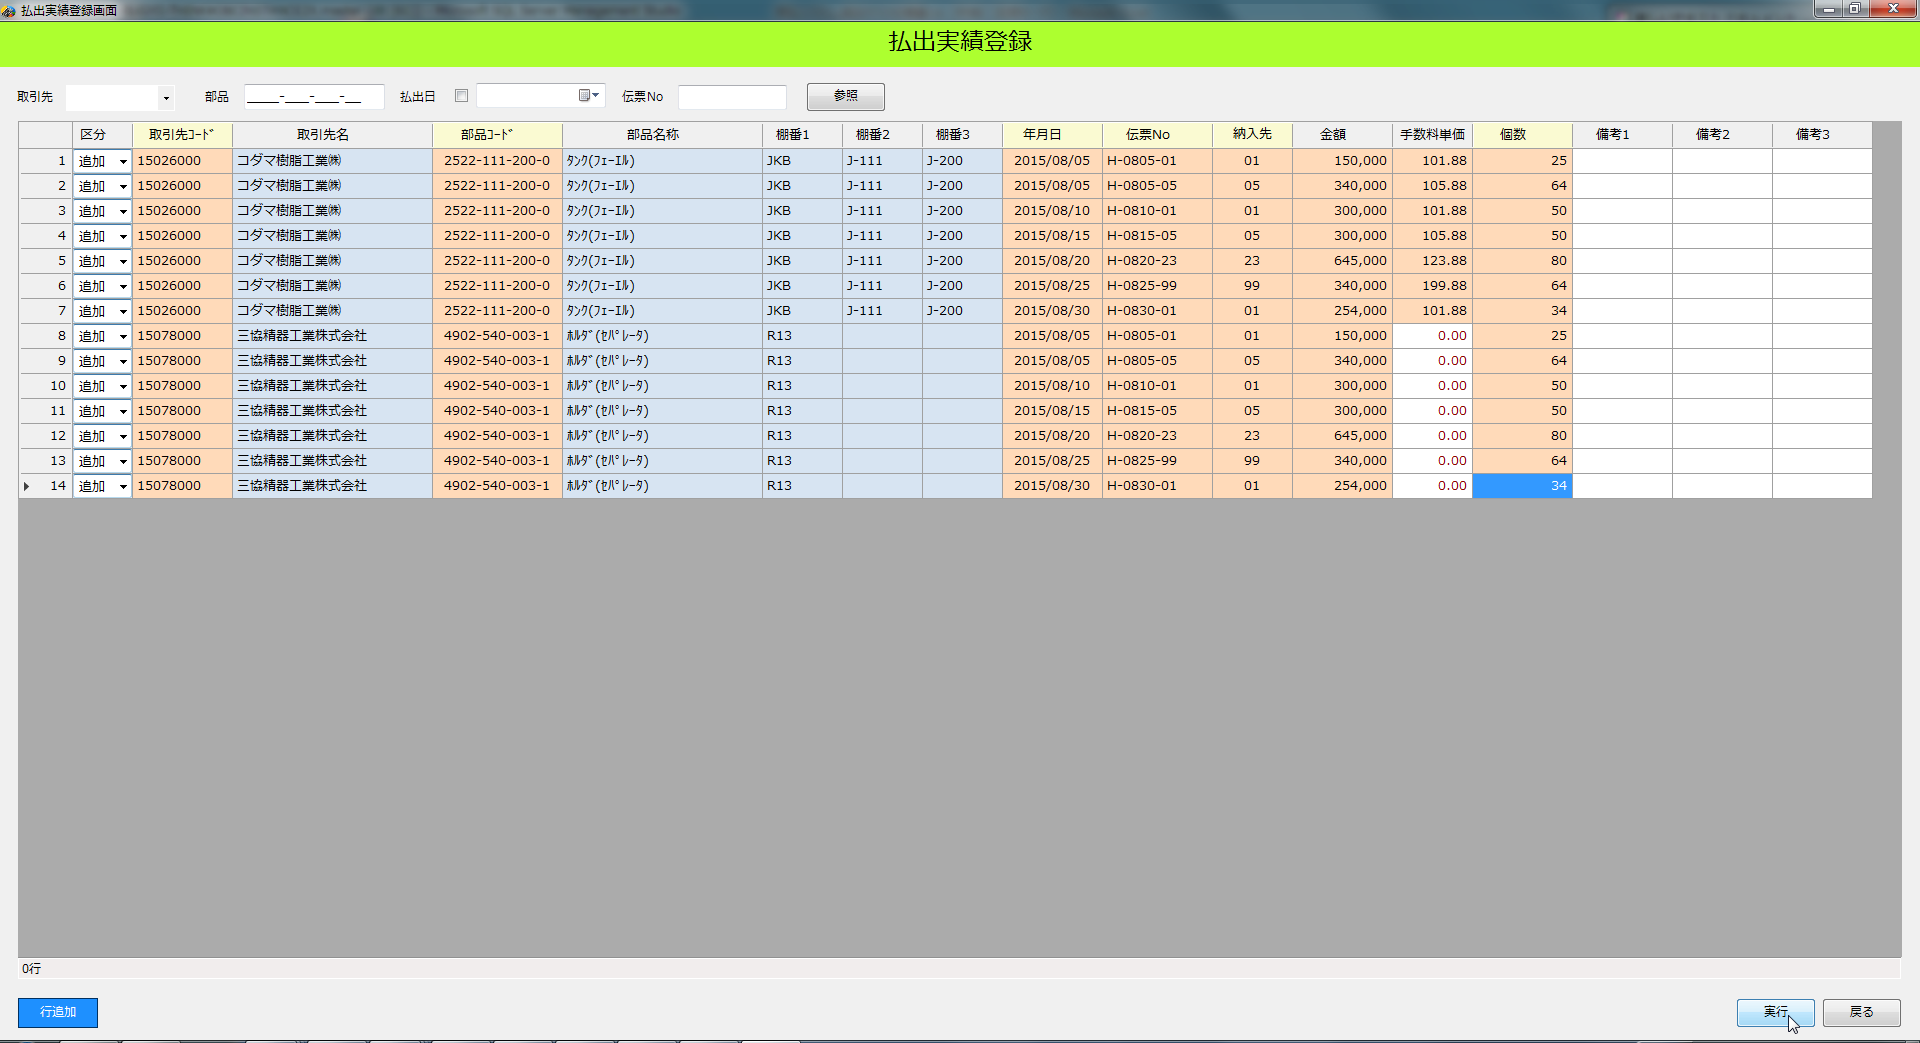 払出実績登録画面
払出実績登録
取引先 部品 ____-___-___-__ 払出日 伝票No 参照
区分 取引先ｺｰﾄﾞ 取引先名 部品ｺｰﾄﾞ 部品名称 棚番1 棚番2 棚番3 年月日 伝票No 納入先 金額 手数料単価 個数 備考1 備考2 備考3
1 追加 15026000 コダマ樹脂工業㈱ 2522-111-200-0 ﾀﾝｸ(ﾌｪｰｴﾙ) JKB J-111 J-200 2015/08/05 H-0805-01 01 150,000 101.88 25
2 追加 15026000 コダマ樹脂工業㈱ 2522-111-200-0 ﾀﾝｸ(ﾌｪｰｴﾙ) JKB J-111 J-200 2015/08/05 H-0805-05 05 340,000 105.88 64
3 追加 15026000 コダマ樹脂工業㈱ 2522-111-200-0 ﾀﾝｸ(ﾌｪｰｴﾙ) JKB J-111 J-200 2015/08/10 H-0810-01 01 300,000 101.88 50
4 追加 15026000 コダマ樹脂工業㈱ 2522-111-200-0 ﾀﾝｸ(ﾌｪｰｴﾙ) JKB J-111 J-200 2015/08/15 H-0815-05 05 300,000 105.88 50
5 追加 15026000 コダマ樹脂工業㈱ 2522-111-200-0 ﾀﾝｸ(ﾌｪｰｴﾙ) JKB J-111 J-200 2015/08/20 H-0820-23 23 645,000 123.88 80
6 追加 15026000 コダマ樹脂工業㈱ 2522-111-200-0 ﾀﾝｸ(ﾌｪｰｴﾙ) JKB J-111 J-200 2015/08/25 H-0825-99 99 340,000 199.88 64
7 追加 15026000 コダマ樹脂工業㈱ 2522-111-200-0 ﾀﾝｸ(ﾌｪｰｴﾙ) JKB J-111 J-200 2015/08/30 H-0830-01 01 254,000 101.88 34
8 追加 15078000 三協精器工業株式会社 4902-540-003-1 ﾎﾙﾀﾞ(ｾﾊﾟﾚｰﾀ) R13 2015/08/05 H-0805-01 01 150,000 0.00 25
9 追加 15078000 三協精器工業株式会社 4902-540-003-1 ﾎﾙﾀﾞ(ｾﾊﾟﾚｰﾀ) R13 2015/08/05 H-0805-05 05 340,000 0.00 64
10 追加 15078000 三協精器工業株式会社 4902-540-003-1 ﾎﾙﾀﾞ(ｾﾊﾟﾚｰﾀ) R13 2015/08/10 H-0810-01 01 300,000 0.00 50
11 追加 15078000 三協精器工業株式会社 4902-540-003-1 ﾎﾙﾀﾞ(ｾﾊﾟﾚｰﾀ) R13 2015/08/15 H-0815-05 05 300,000 0.00 50
12 追加 15078000 三協精器工業株式会社 4902-540-003-1 ﾎﾙﾀﾞ(ｾﾊﾟﾚｰﾀ) R13 2015/08/20 H-0820-23 23 645,000 0.00 80
13 追加 15078000 三協精器工業株式会社 4902-540-003-1 ﾎﾙﾀﾞ(ｾﾊﾟﾚｰﾀ) R13 2015/08/25 H-0825-99 99 340,000 0.00 64
14 追加 15078000 三協精器工業株式会社 4902-540-003-1 ﾎﾙﾀﾞ(ｾﾊﾟﾚｰﾀ) R13 2015/08/30 H-0830-01 01 254,000 0.00 34
0行
行追加 実行 戻る